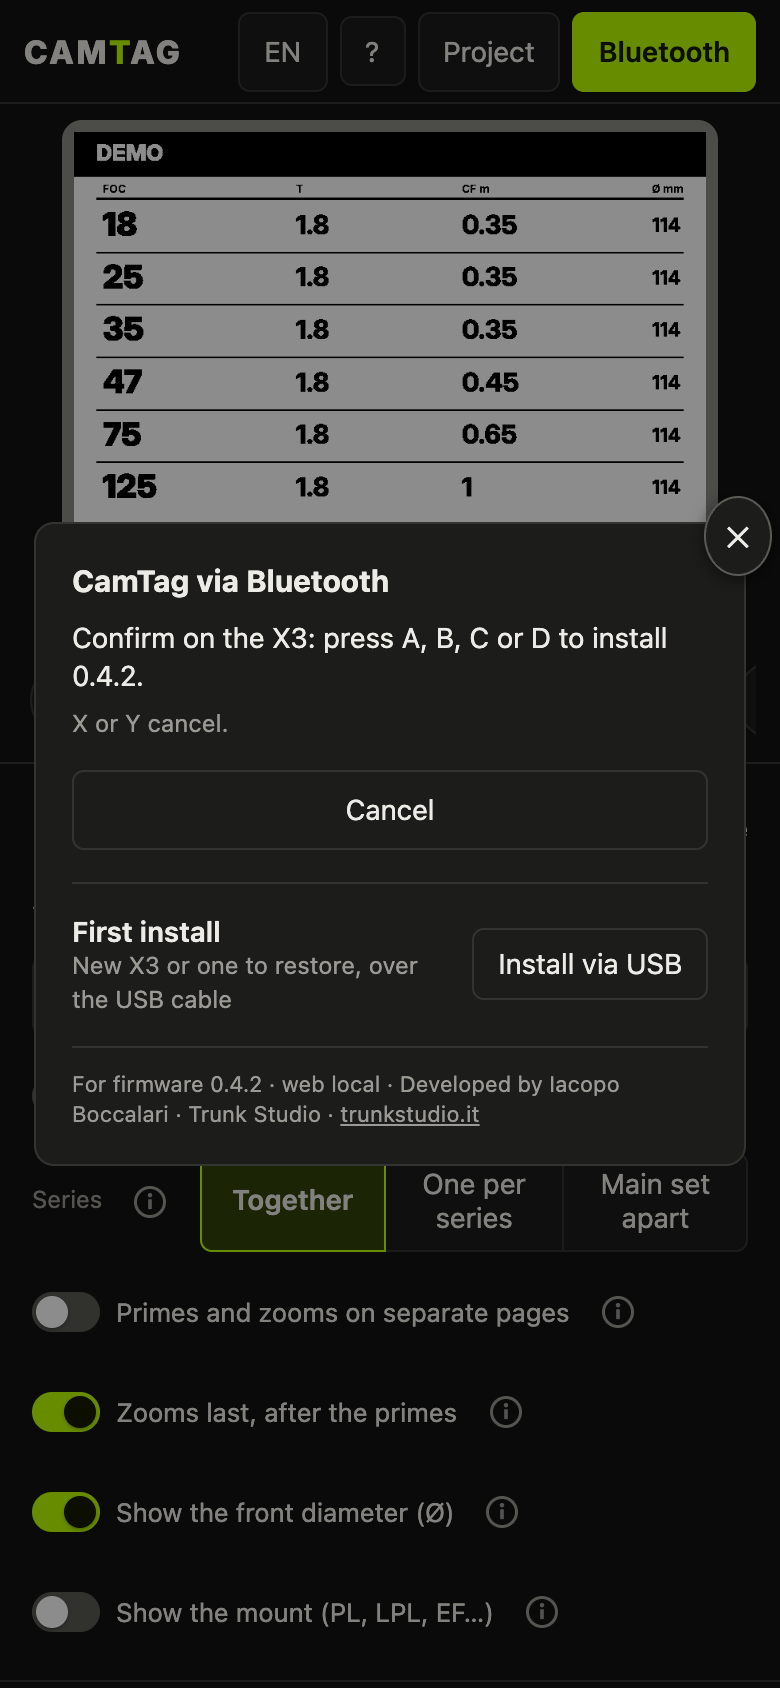 CAMTAG EN ? Project Bluetooth
DEMO
FOC T CF m Ø mm
18 1.8 0.35 114
25 1.8 0.35 114
35 1.8 0.35 114
47 1.8 0.45 114
75 1.8 0.65 114
125 1.8 1 114
CamTag via Bluetooth
Confirm on the X3: press A, B, C or D to install
0.4.2.
X or Y cancel.
Cancel
First install
New X3 or one to restore, over
the USB cable
Install via USB
For firmware 0.4.2 · web local · Developed by Iacopo
Boccalari · Trunk Studio · trunkstudio.it
Series
Together
One per
series
Main set
apart
Primes and zooms on separate pages
Zooms last, after the primes
Show the front diameter (Ø)
Show the mount (PL, LPL, EF…)